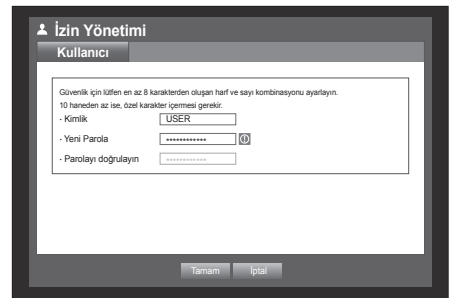 İzin Yönetimi
Kullanıcı
Güvenlik için lütfen en az 8 karakterden oluşan harf ve sayı kombinasyonu ayarlayın.
10 haneden az ise, özel karakter içermesi gerekir.
- Kimlik USER
- Yeni Parola ************
- Parolayı doğrulayın ************
Tamam İptal